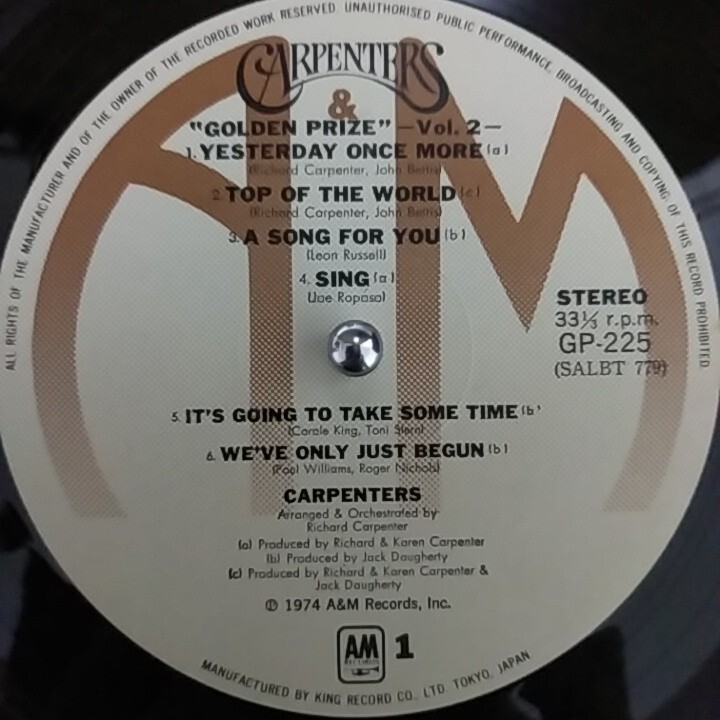 ALL RIGHTS OF THE MANUFACTURER AND OF THE OWNER OF THE RECORDED WORK RESERVED. UNAUTHORISED PUBLIC PERFORMANCE, BROADCASTING AND COPYING OF THIS RECORD PROHIBITED
CARPENTERS
&
"GOLDEN PRIZE" —Vol. 2—
1. YESTERDAY ONCE MORE (a)
(Richard Carpenter, John Bettis)
2. TOP OF THE WORLD (c)
(Richard Carpenter, John Bettis)
3. A SONG FOR YOU (b)
(Leon Russell)
4. SING (a)
(Joe Raposo)
STEREO
33⅓ r.p.m.
GP-225
(SALBT 779)
5. IT'S GOING TO TAKE SOME TIME (b)
(Carole King, Toni Stern)
6. WE'VE ONLY JUST BEGUN (b)
(Paul Williams, Roger Nichols)
CARPENTERS
Arranged & Orchestrated by
Richard Carpenter
(a) Produced by Richard & Karen Carpenter
(b) Produced by Jack Daugherty
(c) Produced by Richard & Karen Carpenter &
Jack Daugherty
℗ 1974 A&M Records, Inc.
AM
RECORDS
1
MANUFACTURED BY KING RECORD CO., LTD. TOKYO, JAPAN